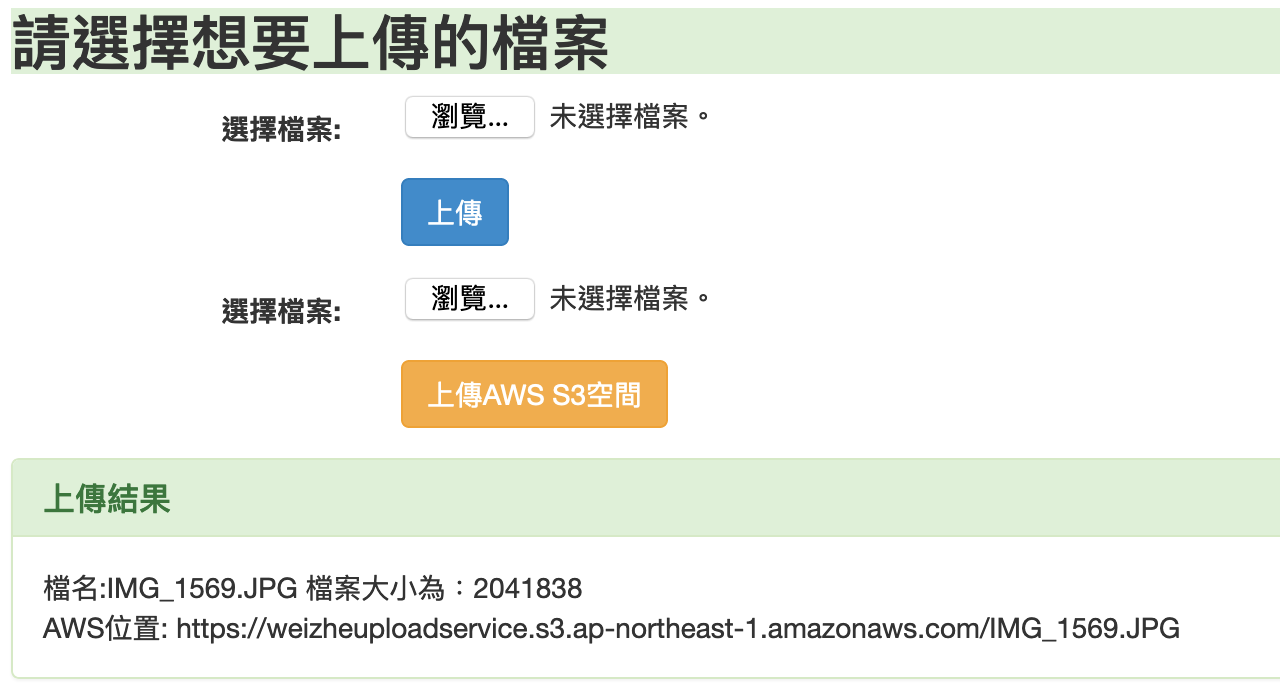 請選擇想要上傳的檔案
選擇檔案: 瀏覽... 未選擇檔案。
上傳
選擇檔案: 瀏覽... 未選擇檔案。
上傳AWS S3空間
上傳結果
檔名:IMG_1569.JPG 檔案大小為：2041838
AWS位置: https://weizheuploadservice.s3.ap-northeast-1.amazonaws.com/IMG_1569.JPG